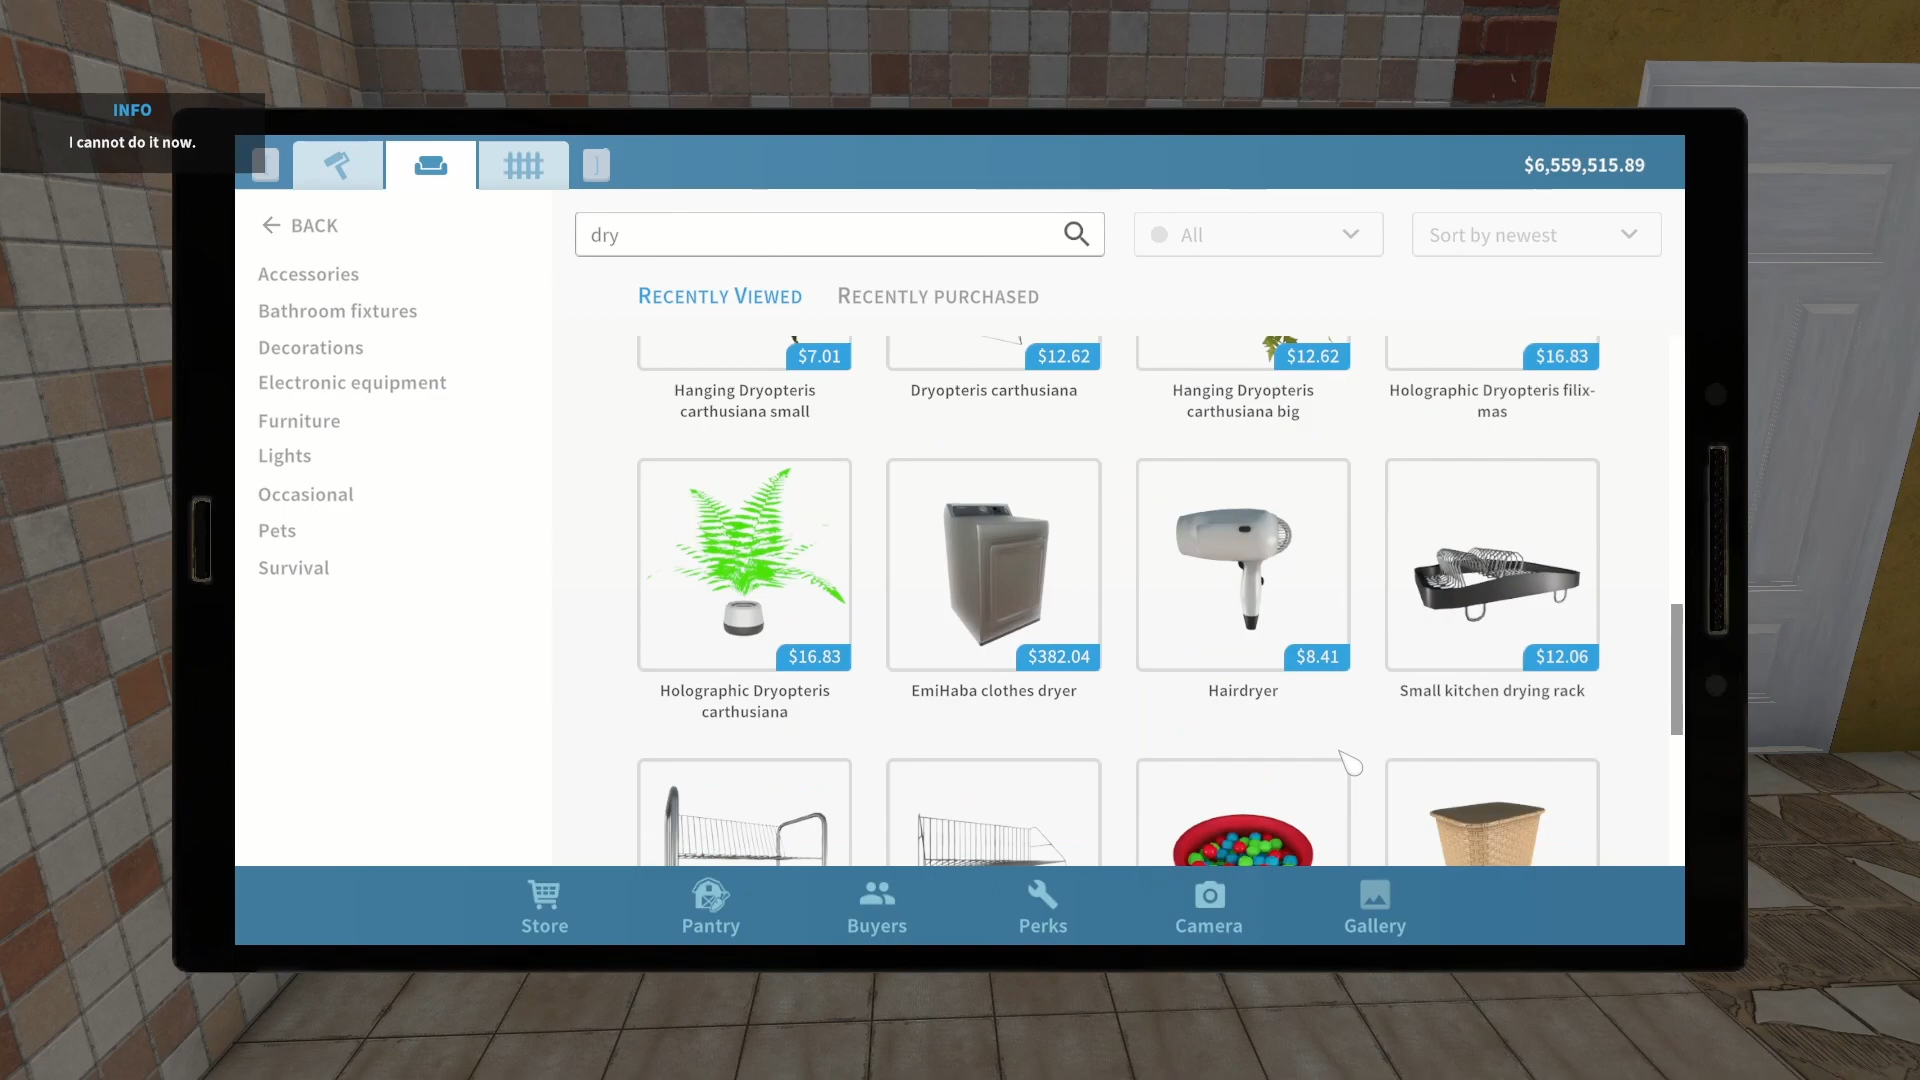 INFO
I cannot do it now.
[
]
$6,559,515.89
BACK
dry
All
Sort by newest
Accessories
Bathroom fixtures
Decorations
Electronic equipment
Furniture
Lights
Occasional
Pets
Survival
RECENTLY VIEWED
RECENTLY PURCHASED
$7.01
$12.62
$12.62
$16.83
Hanging Dryopteris
carthusiana small
Dryopteris carthusiana
Hanging Dryopteris
carthusiana big
Holographic Dryopteris filix-
mas
$16.83
$382.04
$8.41
$12.06
Holographic Dryopteris
carthusiana
EmiHaba clothes dryer
Hairdryer
Small kitchen drying rack
Store
Pantry
Buyers
Perks
Camera
Gallery